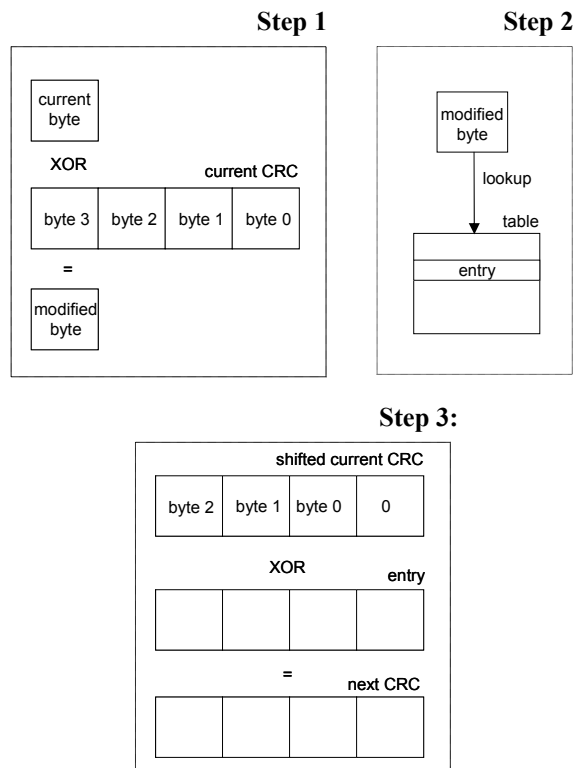 Step 1
current
byte
XOR
current CRC
byte 3 byte 2 byte 1 byte 0
=
modified
byte
Step 2
modified
byte
lookup
table
entry
Step 3:
shifted current CRC
byte 2 byte 1 byte 0 0
XOR
entry
=
next CRC